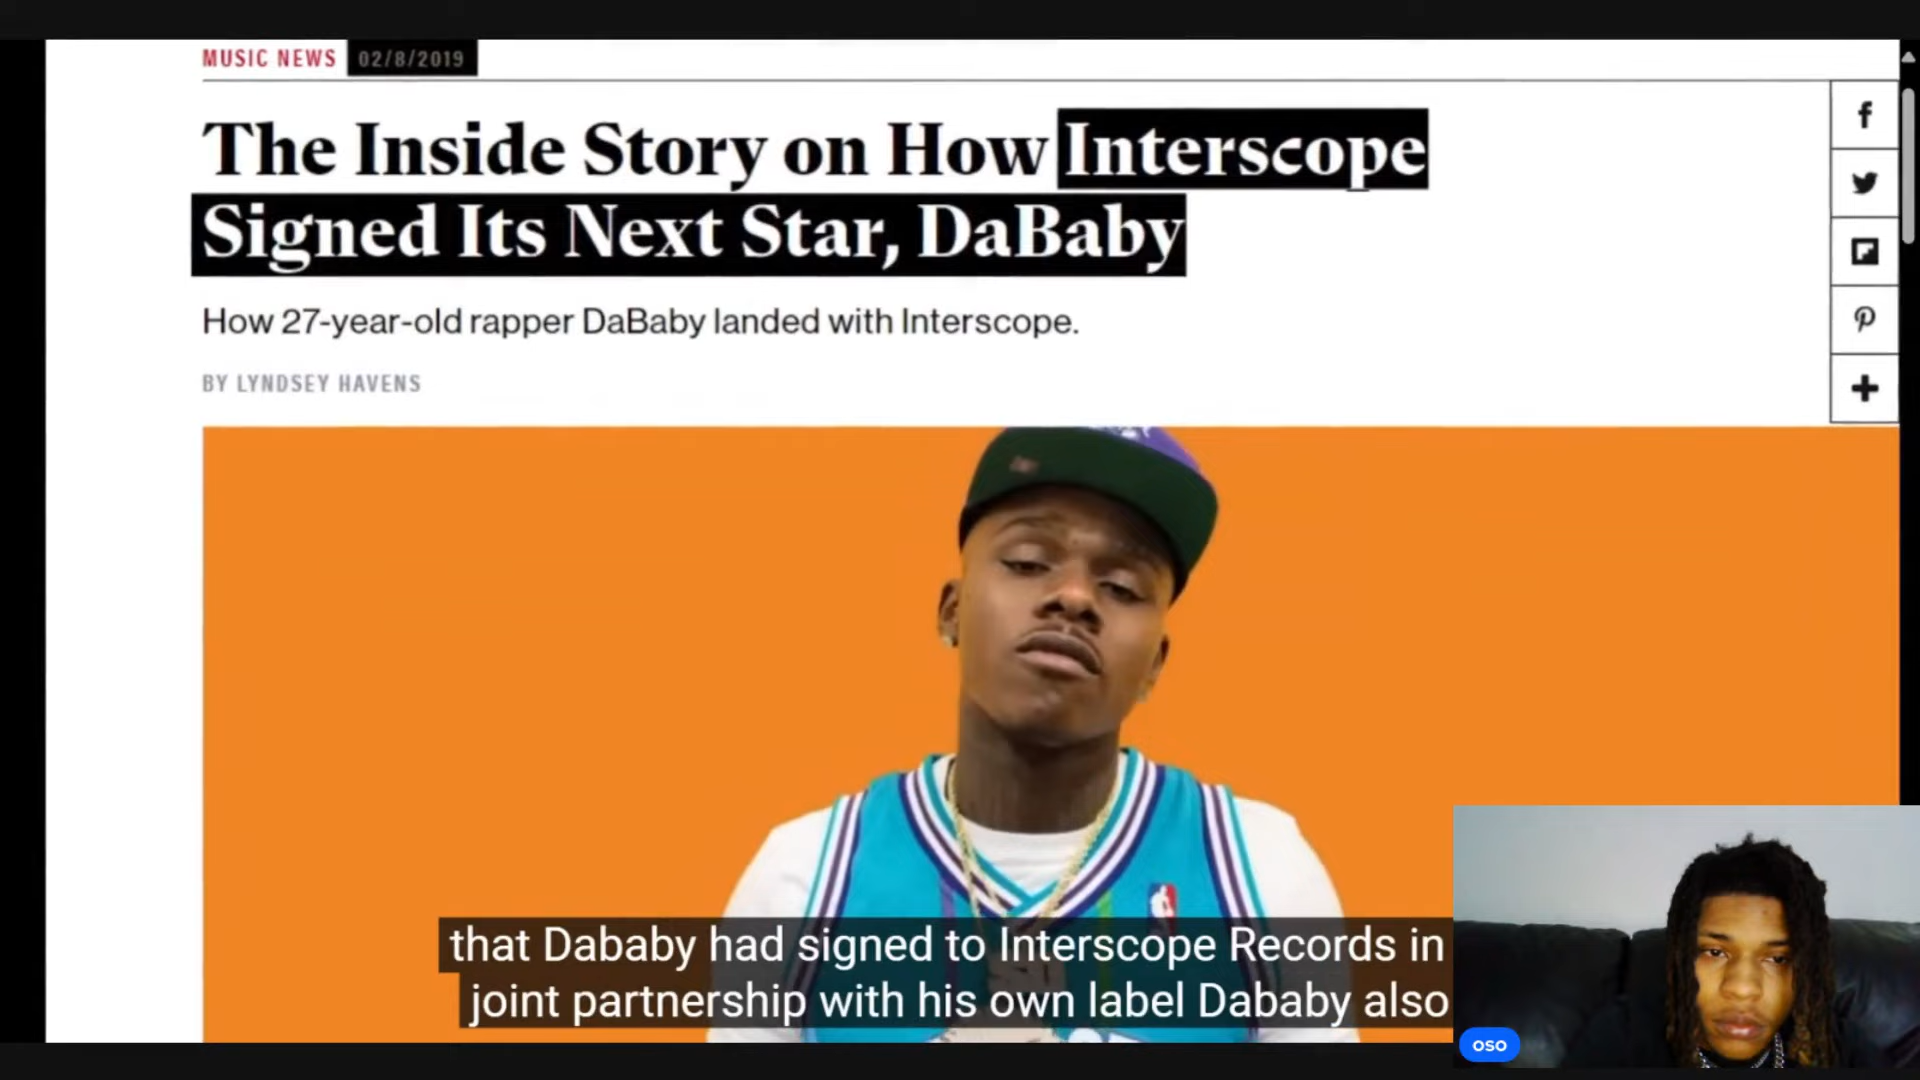 MUSIC NEWS 02/8/2019
The Inside Story on How Interscope
Signed Its Next Star, DaBaby
How 27-year-old rapper DaBaby landed with Interscope.
BY LYNDSEY HAVENS
that Dababy had signed to Interscope Records in
joint partnership with his own label Dababy also
oso